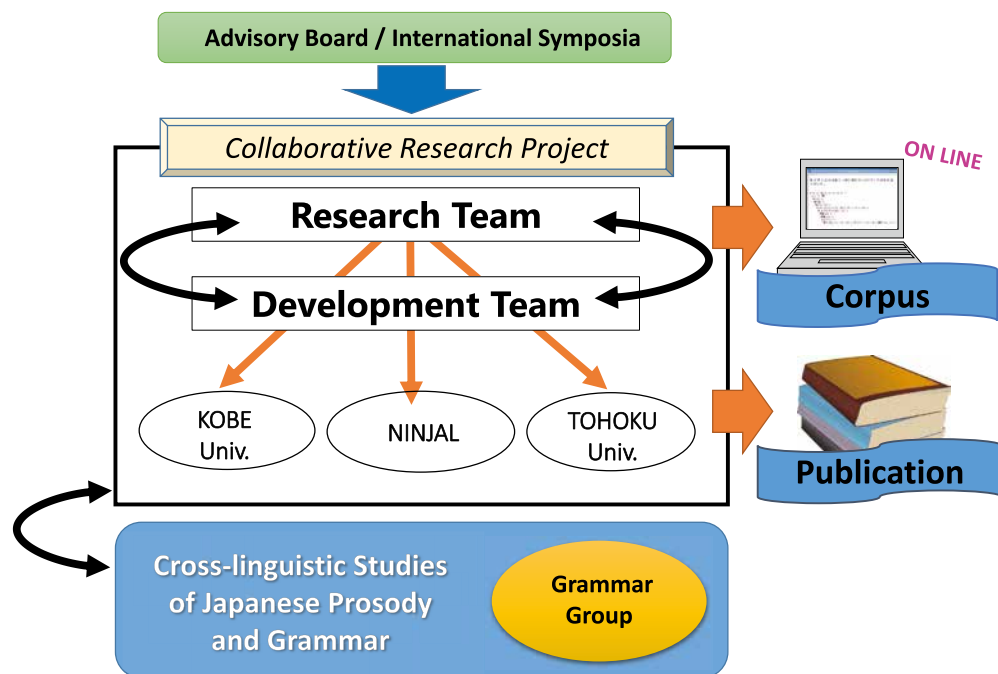 Advisory Board / International Symposia
Collaborative Research Project
ON LINE
Research Team
Development Team
Corpus
KOBE
Univ.
NINJAL
TOHOKU
Univ.
Publication
Cross-linguistic Studies
of Japanese Prosody
and Grammar
Grammar
Group